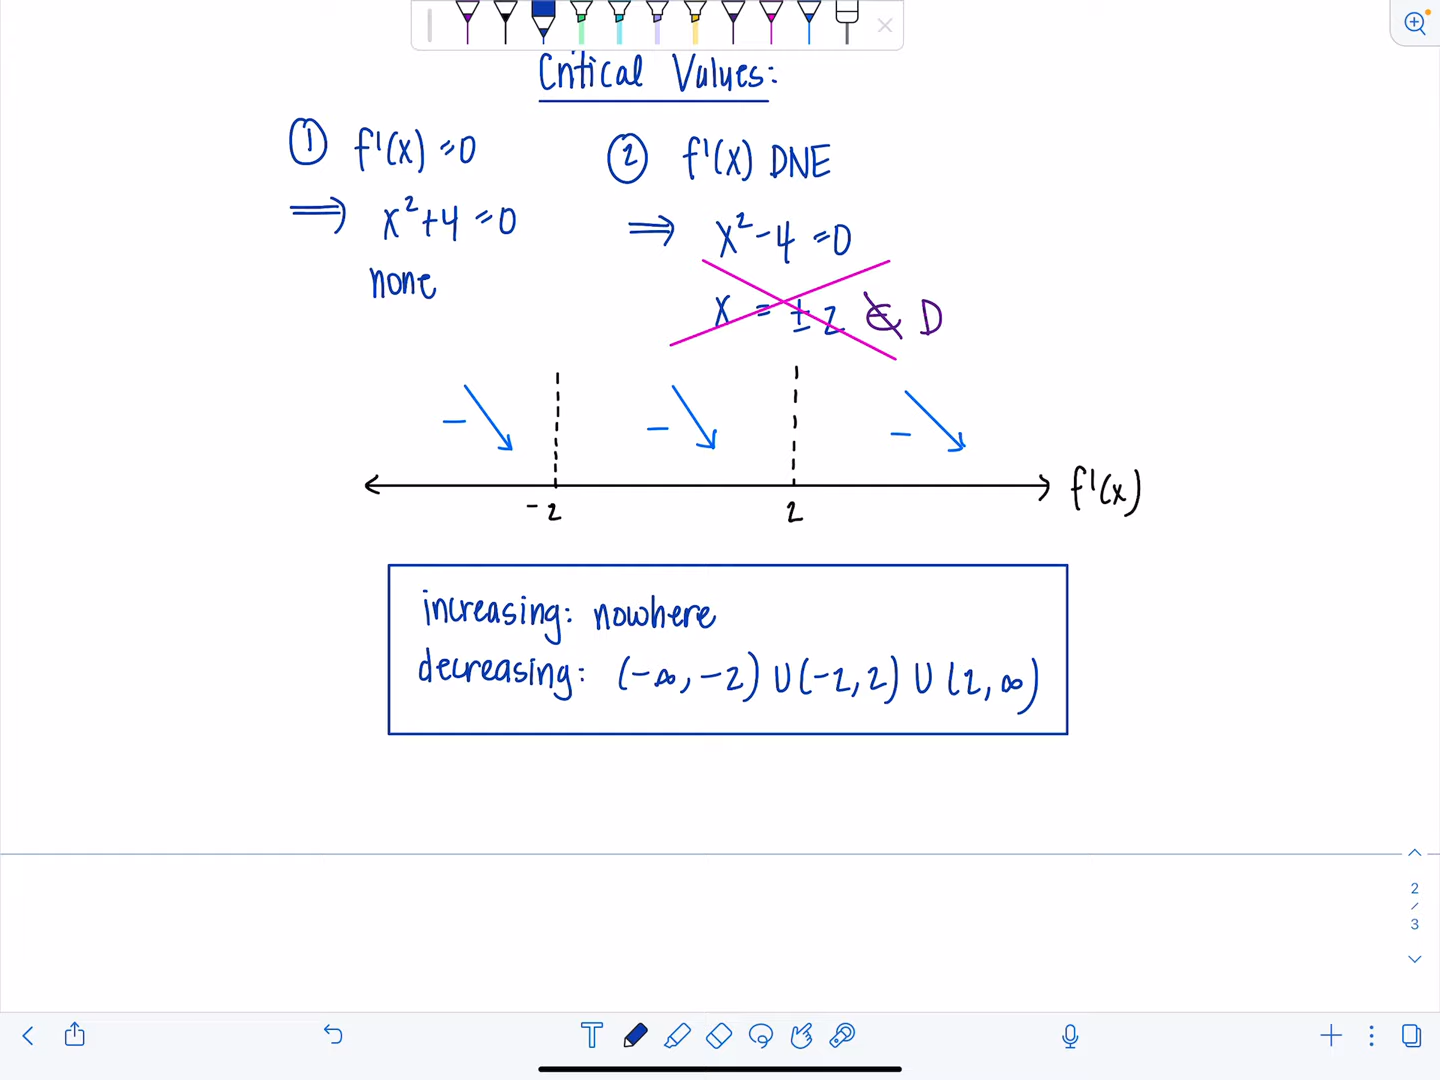 Critical Values:
① f'(x) = 0
⇒ x² + 4 = 0
none
② f'(x) DNE
⇒ x² - 4 = 0
x = ± 2 ∉ D
- - -
-2 2 f'(x)
increasing: nowhere
decreasing: (-∞, -2) ∪ (-2, 2) ∪ (2, ∞)
2
/
3
T